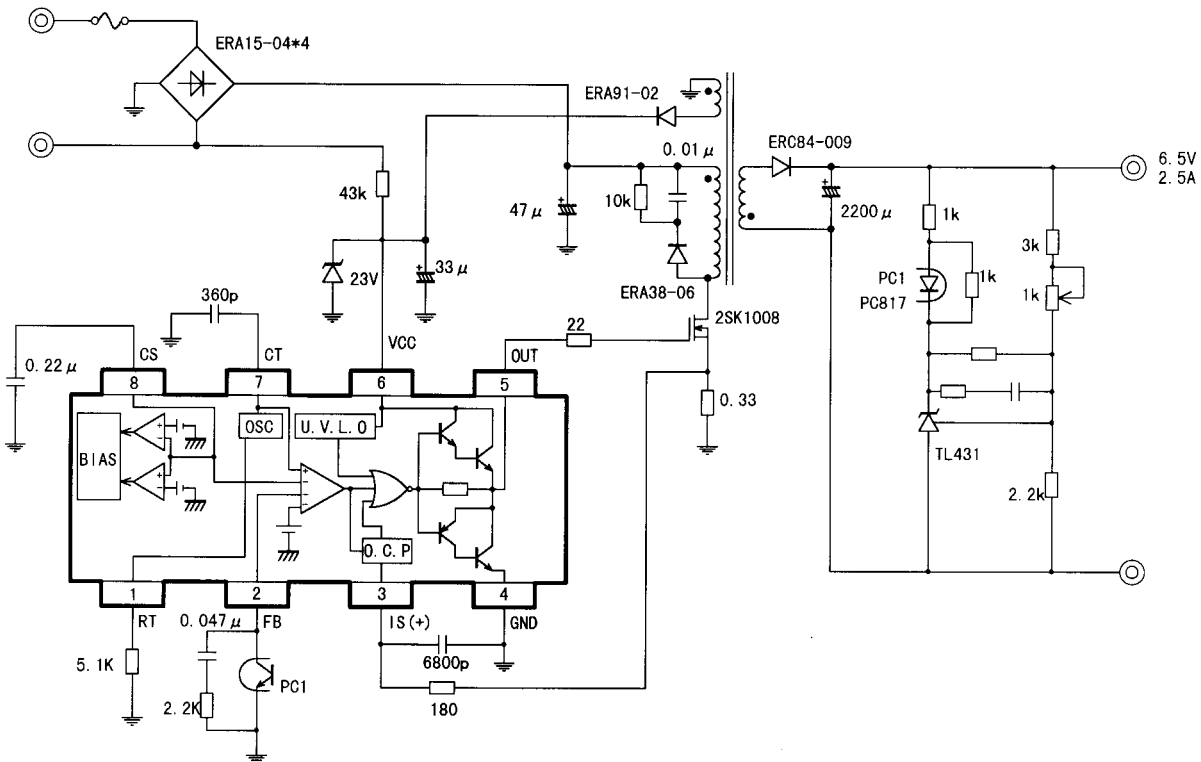 ERA15-04*4
ERA91-02
0.01μ
ERC84-009
6.5V
2.5A
43k
47μ
10k
2200μ
1k
3k
23V
33μ
ERA38-06
PC1
PC817
1k
1k
360p
2SK1008
22
0.22μ
CS
CT
VCC
OUT
8
7
6
5
0.33
BIAS
OSC
U.V.L.O
TL431
2.2k
O.C.P
1
2
3
4
RT
0.047μ
FB
IS(+)
GND
5.1K
6800p
2.2K
PC1
180